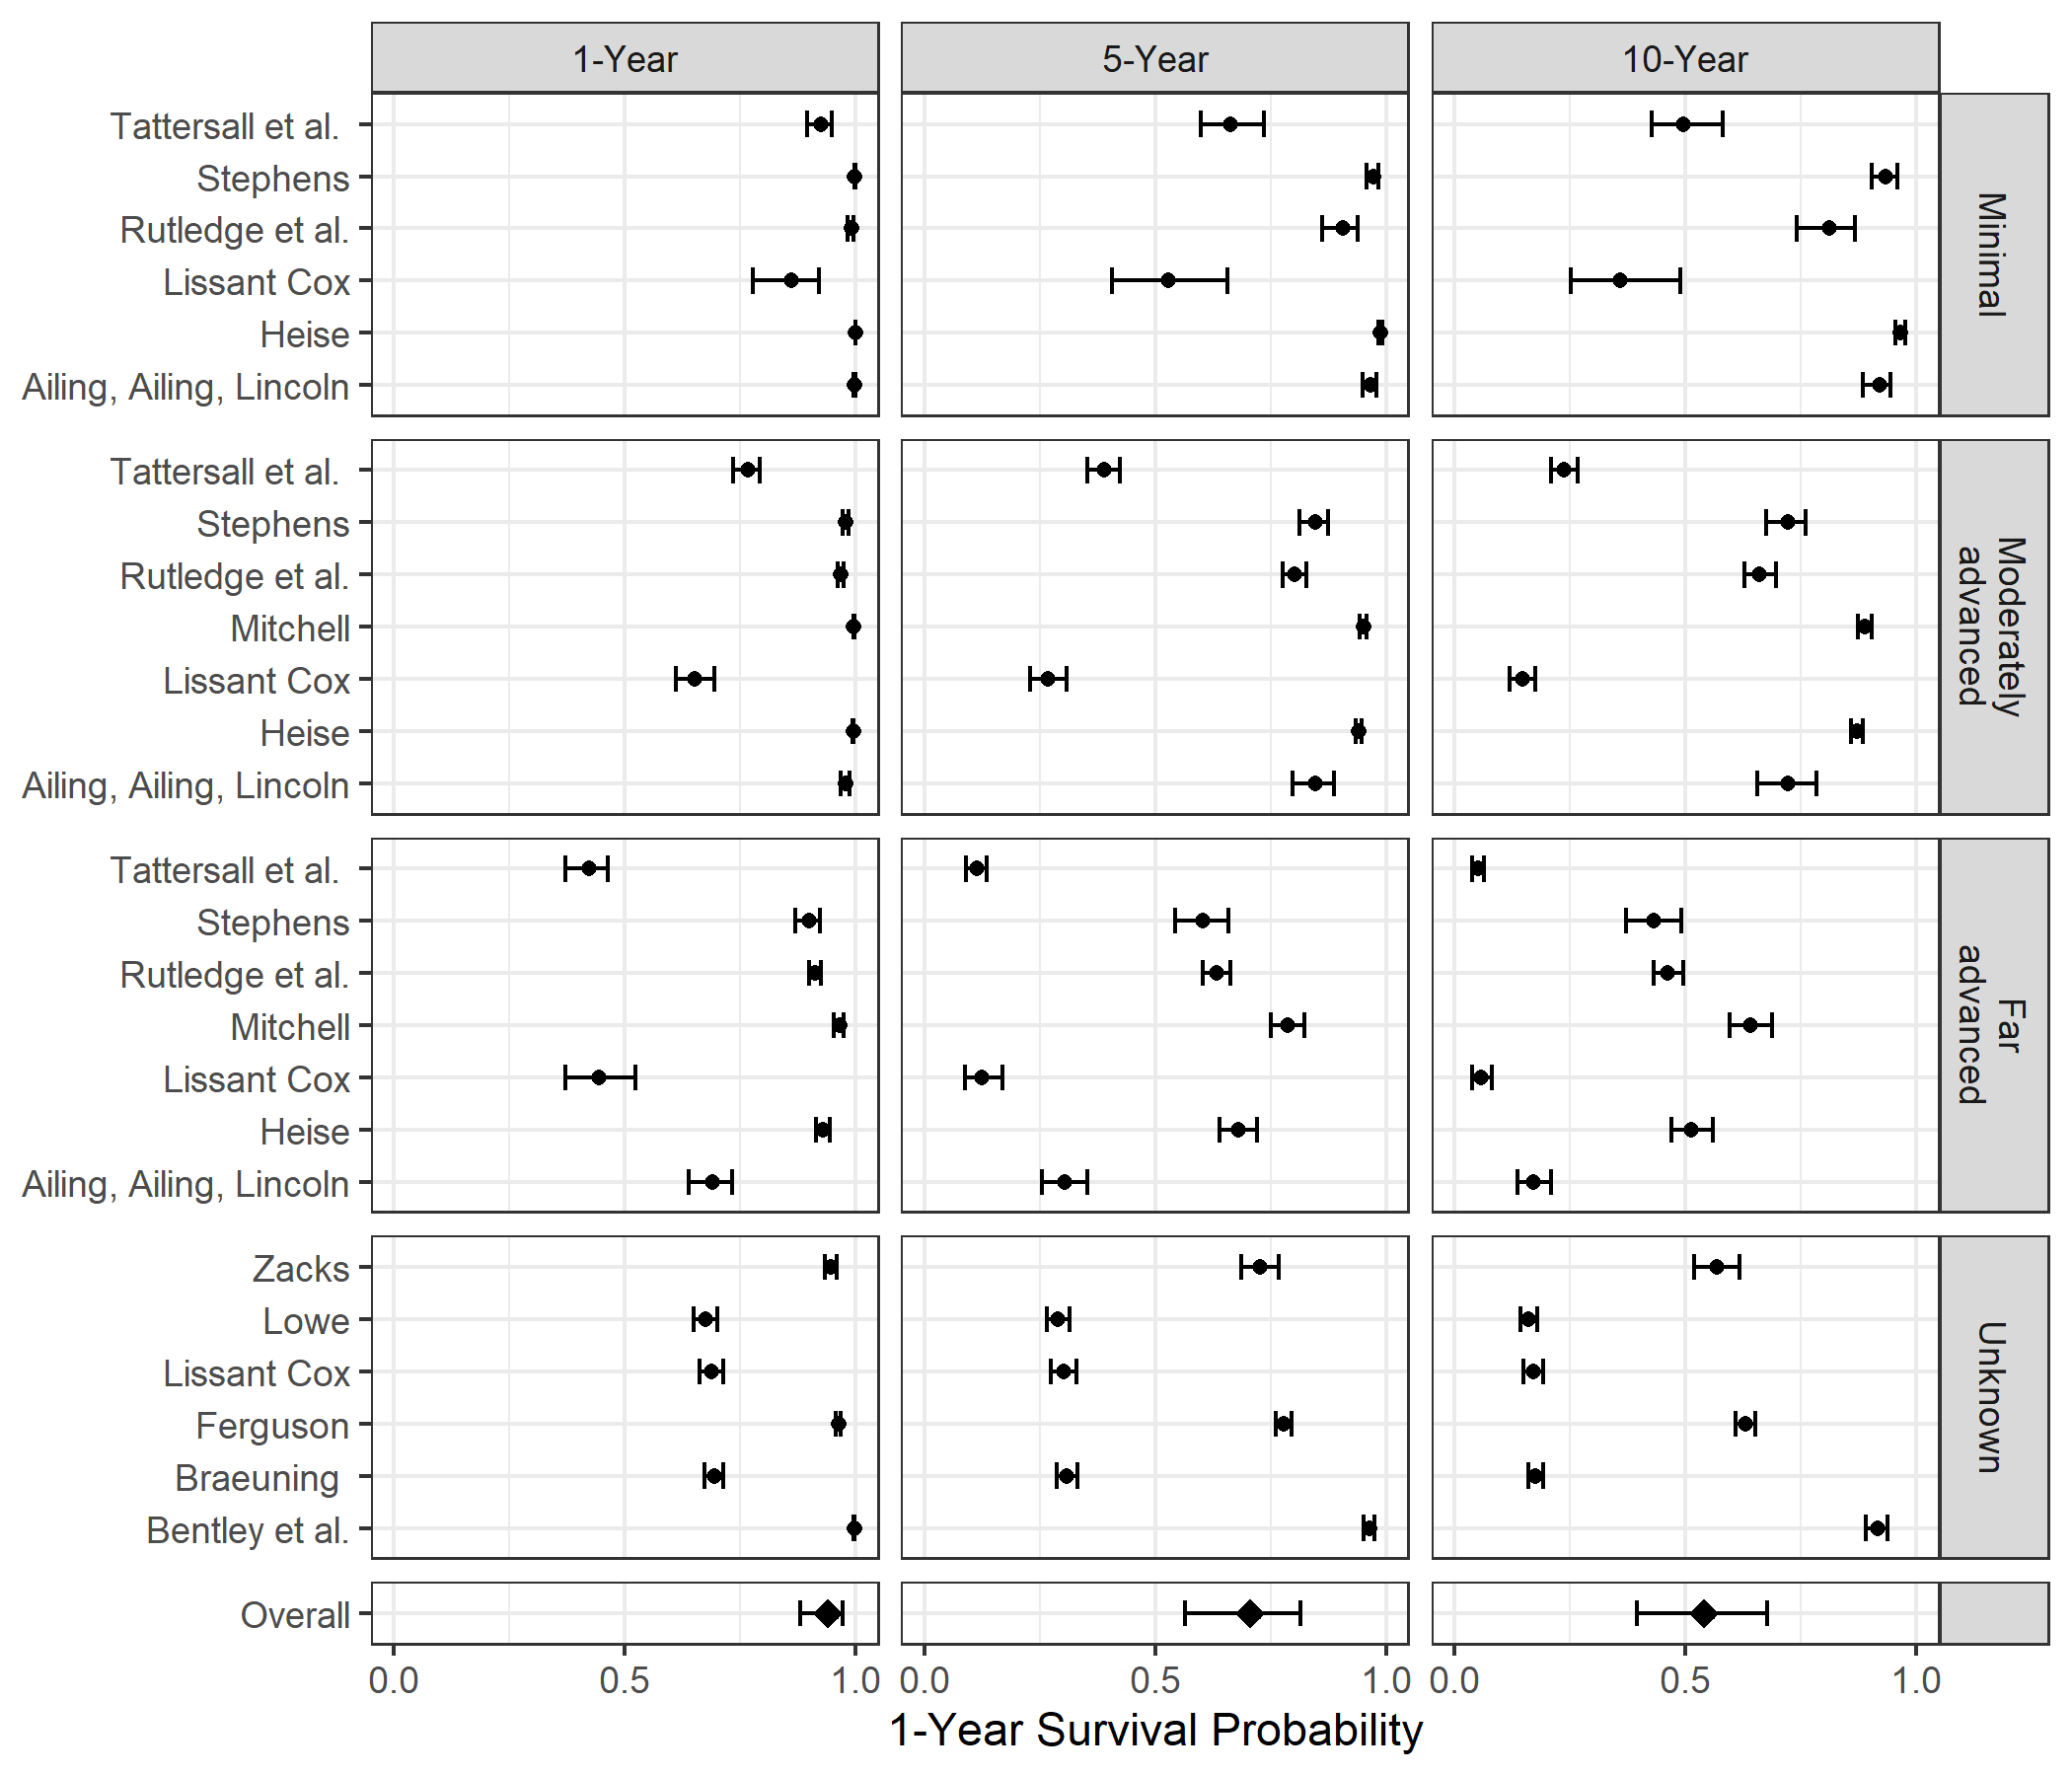 1-Year 5-Year 10-Year
Tattersall et al.
Stephens
Rutledge et al.
Lissant Cox
Heise
Ailing, Ailing, Lincoln
Minimal
Tattersall et al.
Stephens
Rutledge et al.
Mitchell
Lissant Cox
Heise
Ailing, Ailing, Lincoln
Moderately
advanced
Tattersall et al.
Stephens
Rutledge et al.
Mitchell
Lissant Cox
Heise
Ailing, Ailing, Lincoln
Far
advanced
Zacks
Lowe
Lissant Cox
Ferguson
Braeuning
Bentley et al.
Unknown
Overall
0.0 0.5 1.0 0.0 0.5 1.0 0.0 0.5 1.0
1-Year Survival Probability